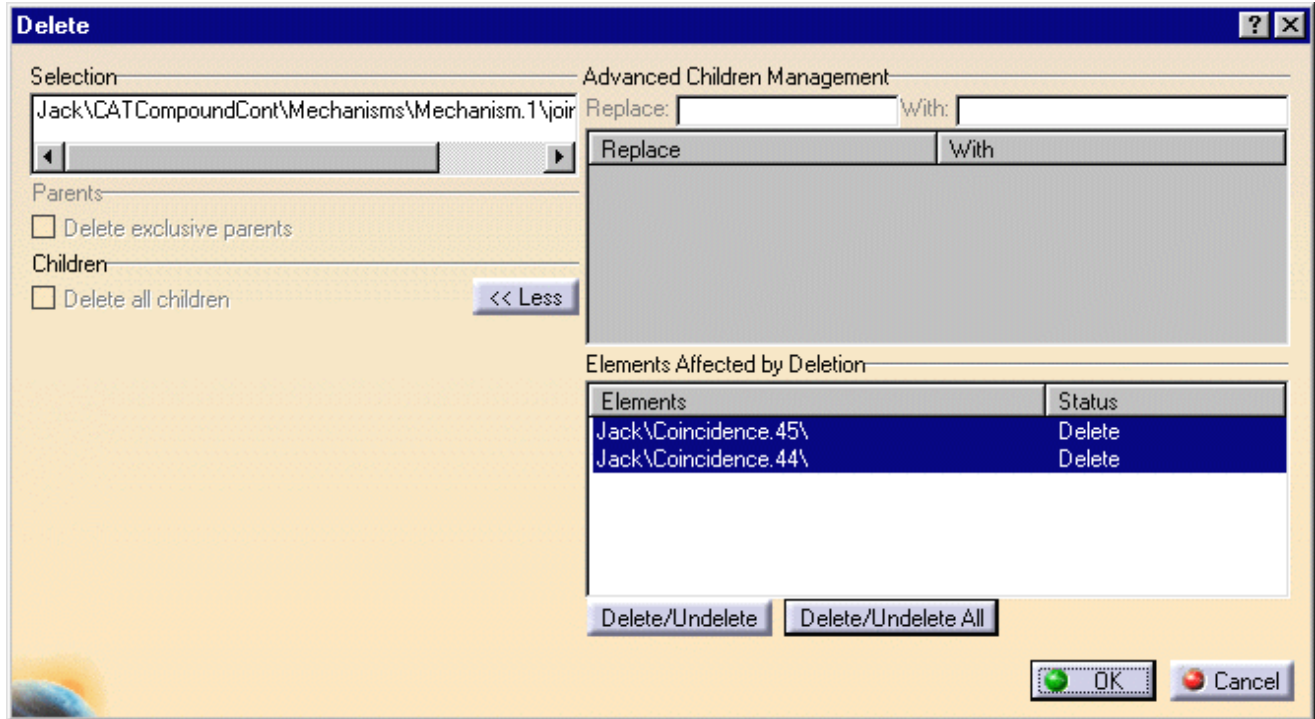 Delete
Selection
Jack\CATCompoundCont\Mechanisms\Mechanism.1\join
Parents
Delete exclusive parents
Children
Delete all children
<< Less
Advanced Children Management
Replace: With:
Replace With
Elements Affected by Deletion
Elements Status
Jack\Coincidence.45\ Delete
Jack\Coincidence.44\ Delete
Delete/Undelete Delete/Undelete All
OK Cancel